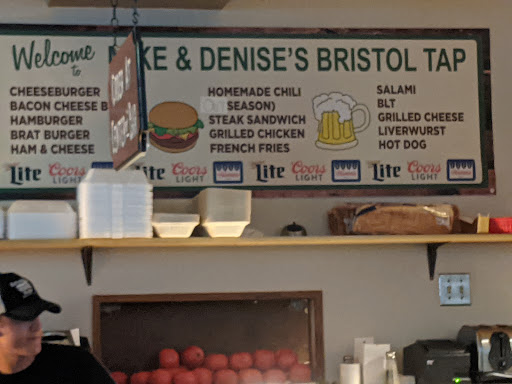 Welcome
to
KE & DENISE'S BRISTOL TAP
CHEESEBURGER
BACON CHEESE B
HAMBURGER
BRAT BURGER
HAM & CHEESE
HOMEMADE CHILI
SEASON)
STEAK SANDWICH
GRILLED CHICKEN
FRENCH FRIES
SALAMI
BLT
GRILLED CHEESE
LIVERWURST
HOT DOG
Lite Coors LIGHT
ite Coors LIGHT
Lite Coors LIGHT
Lite Coors LIGHT